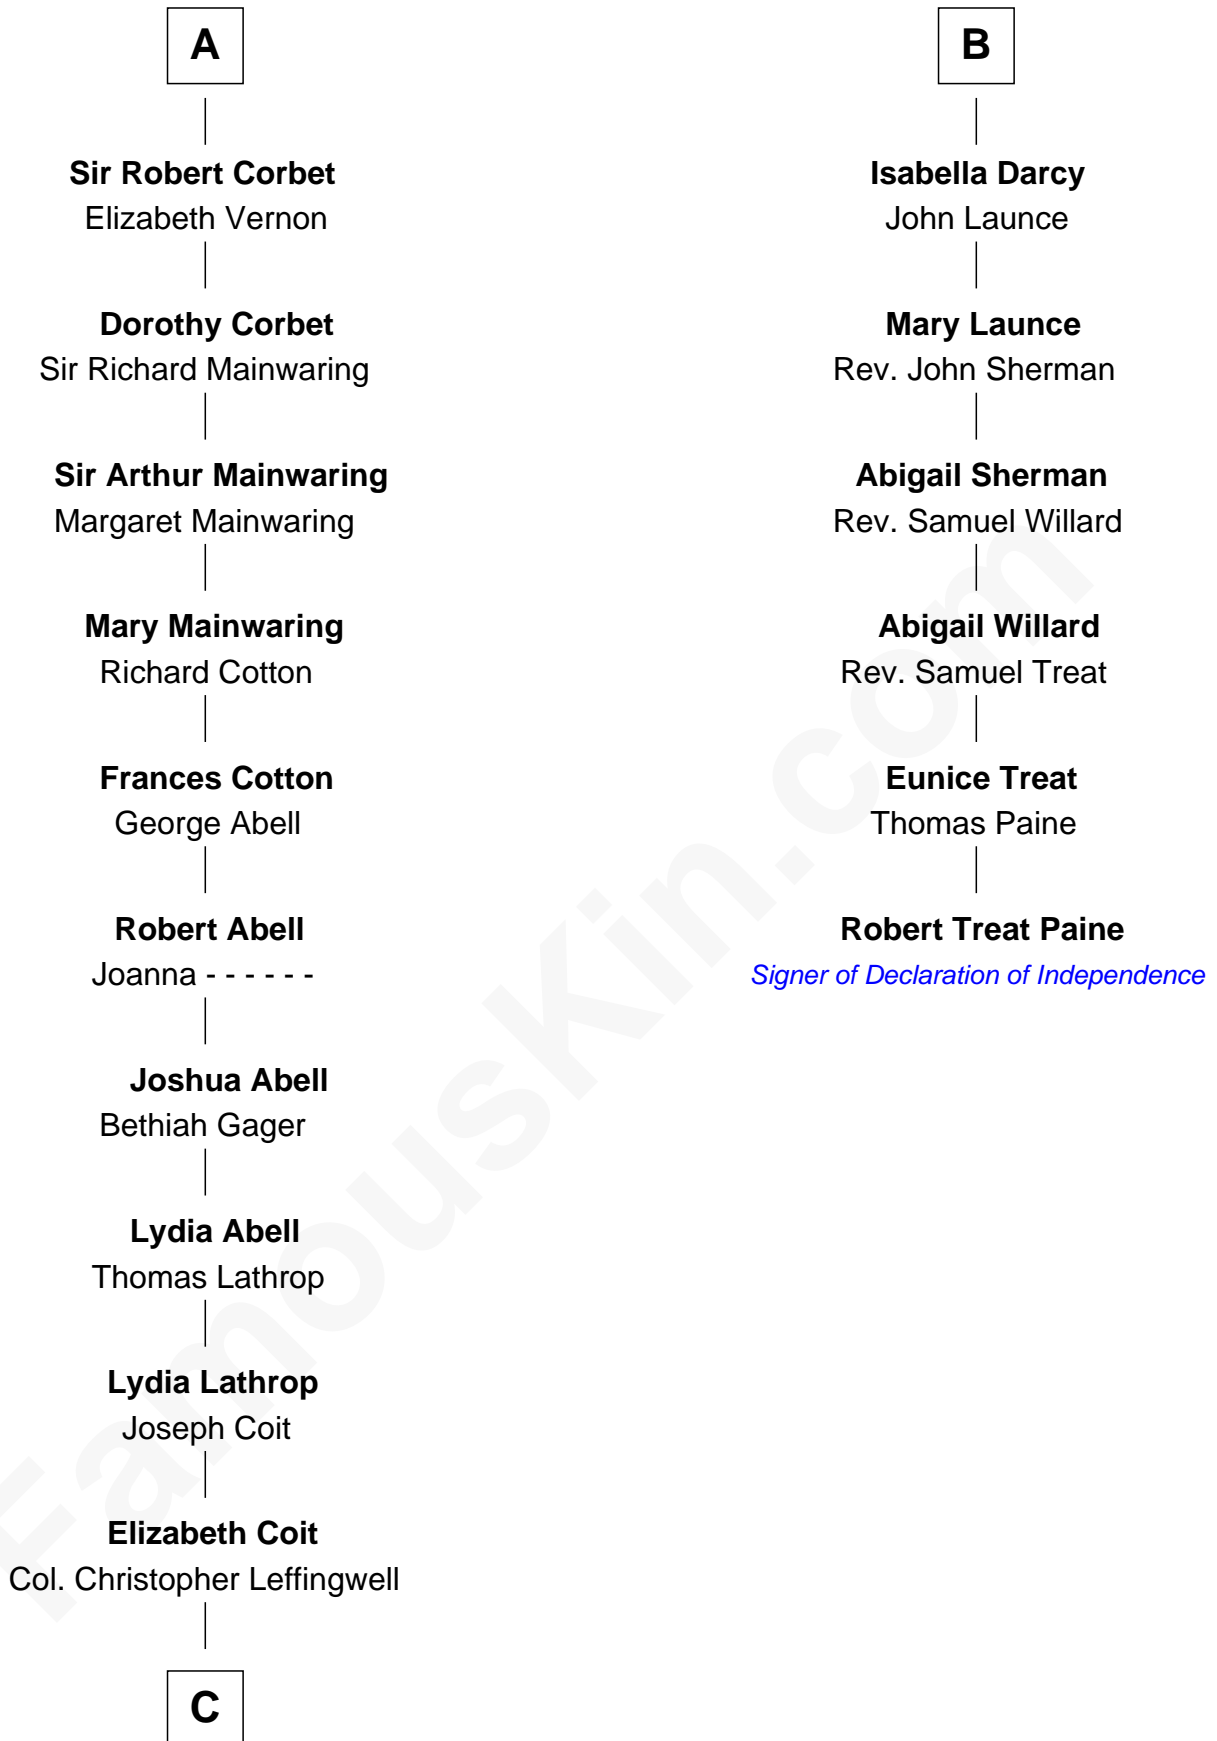 A
Sir Robert Corbet
Elizabeth Vernon
Dorothy Corbet
Sir Richard Mainwaring
Sir Arthur Mainwaring
Margaret Mainwaring
Mary Mainwaring
Richard Cotton
Frances Cotton
George Abell
Robert Abell
Joanna - - - - - -
Joshua Abell
Bethiah Gager
Lydia Abell
Thomas Lathrop
Lydia Lathrop
Joseph Coit
Elizabeth Coit
Col. Christopher Leffingwell
C
B
Isabella Darcy
John Launce
Mary Launce
Rev. John Sherman
Abigail Sherman
Rev. Samuel Willard
Abigail Willard
Rev. Samuel Treat
Eunice Treat
Thomas Paine
Robert Treat Paine
Signer of Declaration of Independence
FamousKin.com